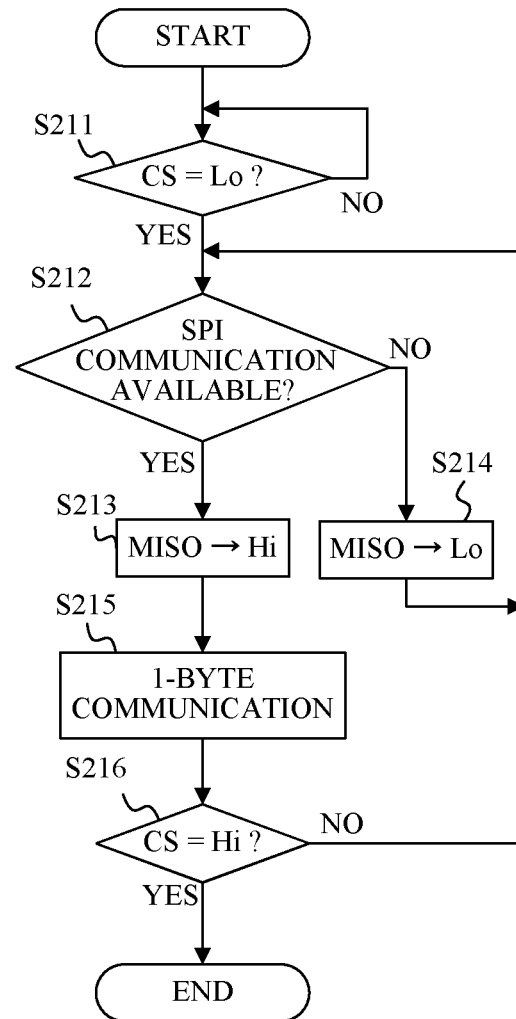 START
S211
CS = Lo ?
NO
YES
S212
SPI
COMMUNICATION
AVAILABLE?
NO
YES
S213
MISO → Hi
S214
MISO → Lo
S215
1-BYTE
COMMUNICATION
S216
CS = Hi ?
NO
YES
END